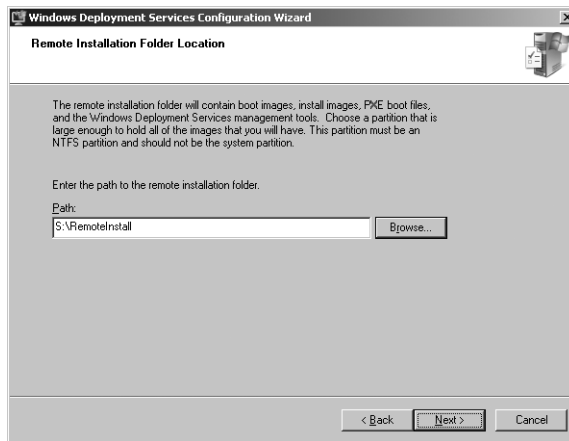 Windows Deployment Services Configuration Wizard
Remote Installation Folder Location
The remote installation folder will contain boot images, install images, PXE boot files,
and the Windows Deployment Services management tools. Choose a partition that is
large enough to hold all of the images that you will have. This partition must be an
NTFS partition and should not be the system partition.
Enter the path to the remote installation folder.
Path:
S:\RemoteInstall
Browse...
< Back
Next >
Cancel